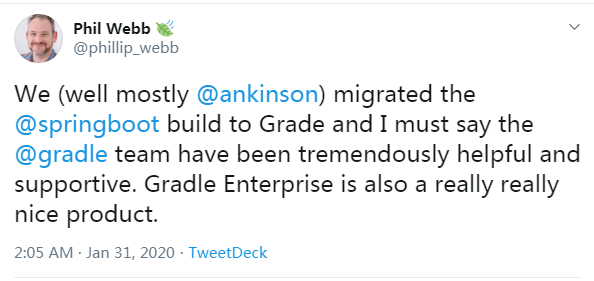 Phil Webb
@phillip_webb
We (well mostly @ankinson) migrated the
@springboot build to Grade and I must say the
@gradle team have been tremendously helpful and
supportive. Gradle Enterprise is also a really really
nice product.
2:05 AM · Jan 31, 2020 · TweetDeck